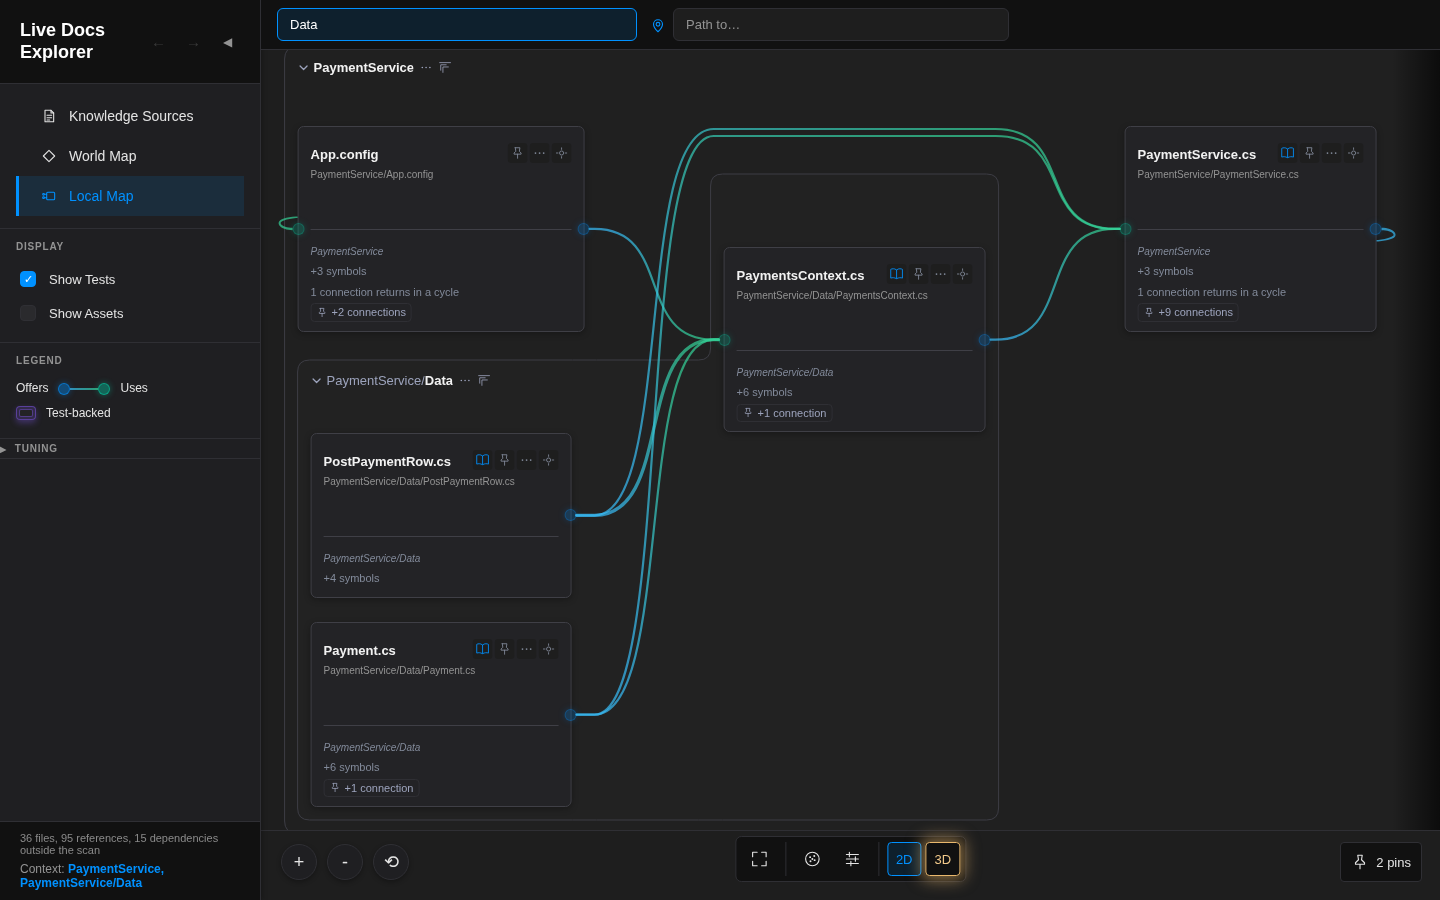 Live Docs
Explorer
Knowledge Sources
World Map
Local Map
DISPLAY
Show Tests
Show Assets
LEGEND
Offers
Uses
Test-backed
TUNING
36 files, 95 references, 15 dependencies
outside the scan
Context: PaymentService,
PaymentService/Data
Data
Path to…
PaymentService
App.config
PaymentService/App.config
PaymentService
+3 symbols
1 connection returns in a cycle
+2 connections
PaymentService/Data
PostPaymentRow.cs
PaymentService/Data/PostPaymentRow.cs
PaymentService/Data
+4 symbols
Payment.cs
PaymentService/Data/Payment.cs
PaymentService/Data
+6 symbols
+1 connection
PaymentsContext.cs
PaymentService/Data/PaymentsContext.cs
PaymentService/Data
+6 symbols
+1 connection
PaymentService.cs
PaymentService/PaymentService.cs
PaymentService
+3 symbols
1 connection returns in a cycle
+9 connections
+
-
2D
3D
2 pins